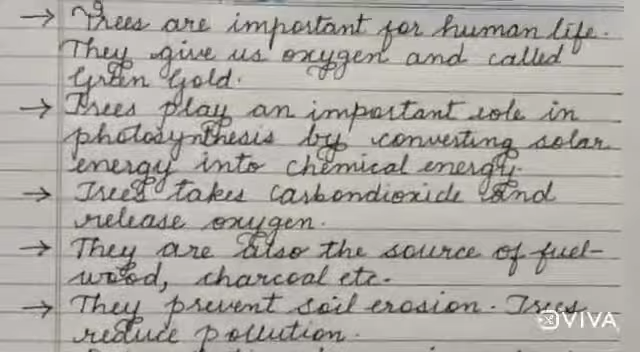 → Trees are important for human life.
They give us oxygen and called
Green Gold.
→ Trees play an important role in
photosynthesis by converting solar
energy into chemical energy.
→ Trees takes carbondioxide and
release oxygen.
→ They are also the source of fuel-
wood, charcoal etc.
→ They prevent soil erosion. Trees
reduce pollution.
VIVA